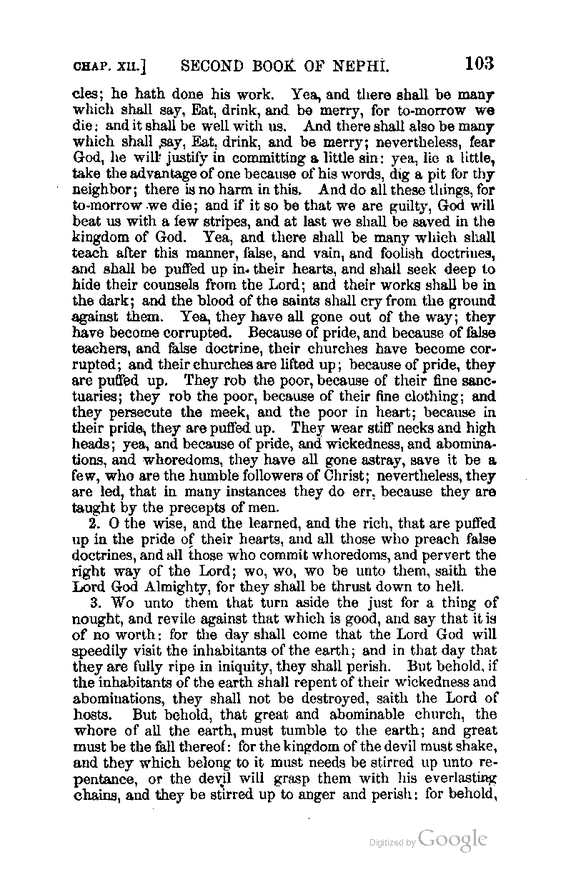 CHAP. XII.] SECOND BOOK OF NEPHI. 103
cles; he hath done his work. Yea, and there shall be many
which shall say, Eat, drink, and be merry, for to-morrow we
die; and it shall be well with us. And there shall also be many
which shall say, Eat, drink, and be merry; nevertheless, fear
God, he will justify in committing a little sin: yea, lie a little,
take the advantage of one because of his words, dig a pit for thy
neighbor; there is no harm in this. And do all these things, for
to-morrow we die; and if it so be that we are guilty, God will
beat us with a few stripes, and at last we shall be saved in the
kingdom of God. Yea, and there shall be many which shall
teach after this manner, false, and vain, and foolish doctrines,
and shall be puffed up in their hearts, and shall seek deep to
hide their counsels from the Lord; and their works shall be in
the dark; and the blood of the saints shall cry from the ground
against them. Yea, they have all gone out of the way; they
have become corrupted. Because of pride, and because of false
teachers, and false doctrine, their churches have become cor-
rupted; and their churches are lifted up; because of pride, they
are puffed up. They rob the poor, because of their fine sanc-
tuaries; they rob the poor, because of their fine clothing; and
they persecute the meek, and the poor in heart; because in
their pride, they are puffed up. They wear stiff necks and high
heads; yea, and because of pride, and wickedness, and abomina-
tions, and whoredoms, they have all gone astray, save it be a
few, who are the humble followers of Christ; nevertheless, they
are led, that in many instances they do err, because they are
taught by the precepts of men.
2. O the wise, and the learned, and the rich, that are puffed
up in the pride of their hearts, and all those who preach false
doctrines, and all those who commit whoredoms, and pervert the
right way of the Lord; wo, wo, wo be unto them, saith the
Lord God Almighty, for they shall be thrust down to hell.
3. Wo unto them that turn aside the just for a thing of
nought, and revile against that which is good, and say that it is
of no worth: for the day shall come that the Lord God will
speedily visit the inhabitants of the earth; and in that day that
they are fully ripe in iniquity, they shall perish. But behold, if
the inhabitants of the earth shall repent of their wickedness and
abominations, they shall not be destroyed, saith the Lord of
hosts. But behold, that great and abominable church, the
whore of all the earth, must tumble to the earth; and great
must be the fall thereof: for the kingdom of the devil must shake,
and they which belong to it must needs be stirred up unto re-
pentance, or the devil will grasp them with his everlasting
chains, and they be stirred up to anger and perish: for behold,
Digitized by Google